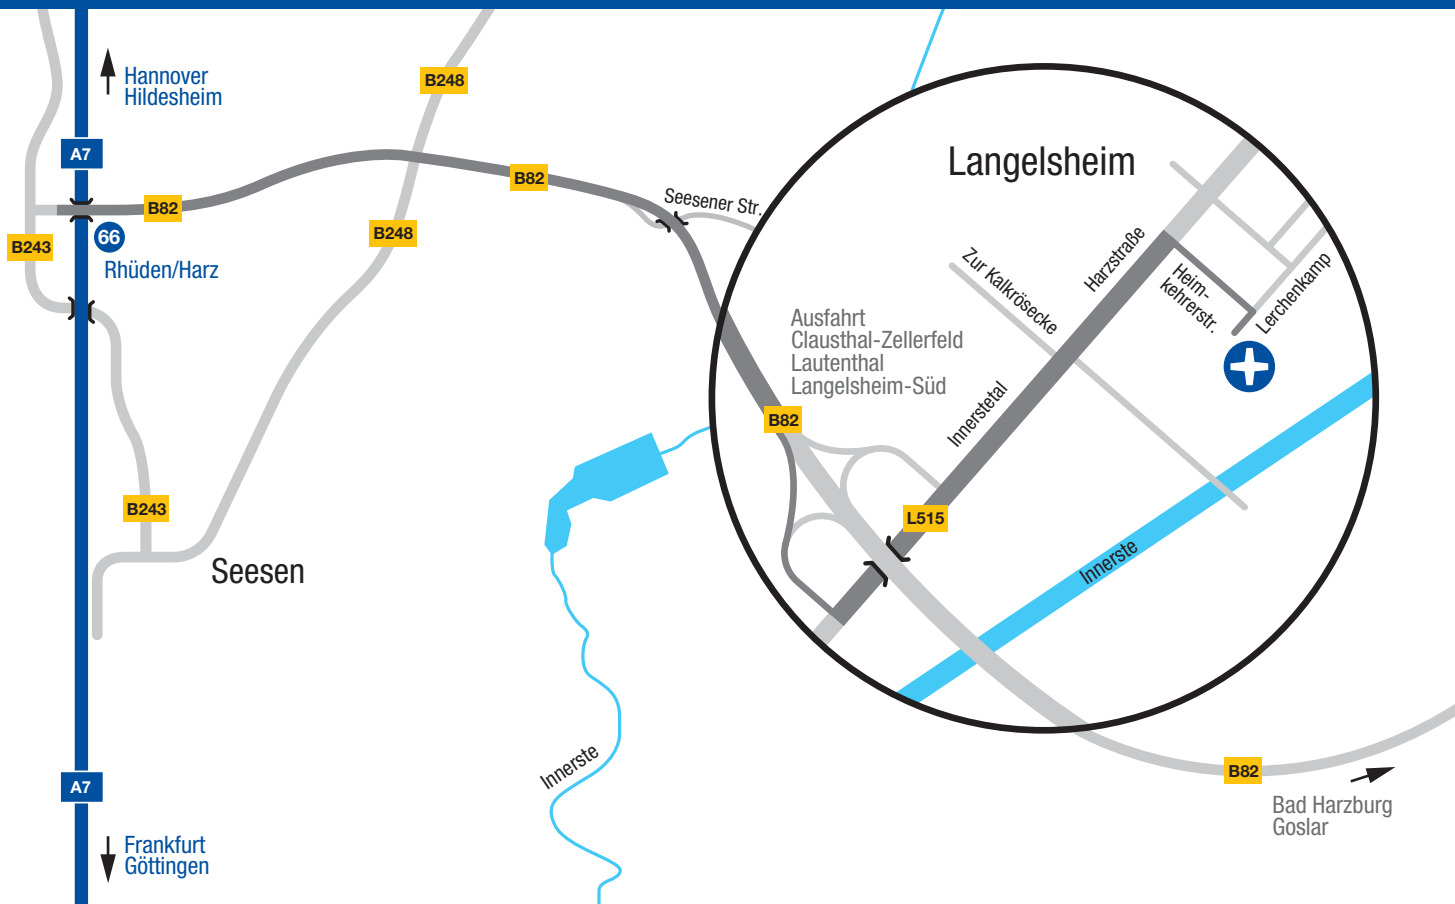 Hannover
Hildesheim
A7
B82
66
Rhüden/Harz
B243
B248
B248
B82
Seesener Str.
Langelsheim
Zur Kalkrösecke
Harzstraße
Heim-
kehrerstr.
Lerchenkamp
Ausfahrt
Clausthal-Zellerfeld
Lautenthal
Langelsheim-Süd
B82
Innerstetal
L515
Innerste
B243
Seesen
Innerste
A7
Frankfurt
Göttingen
B82
Bad Harzburg
Goslar